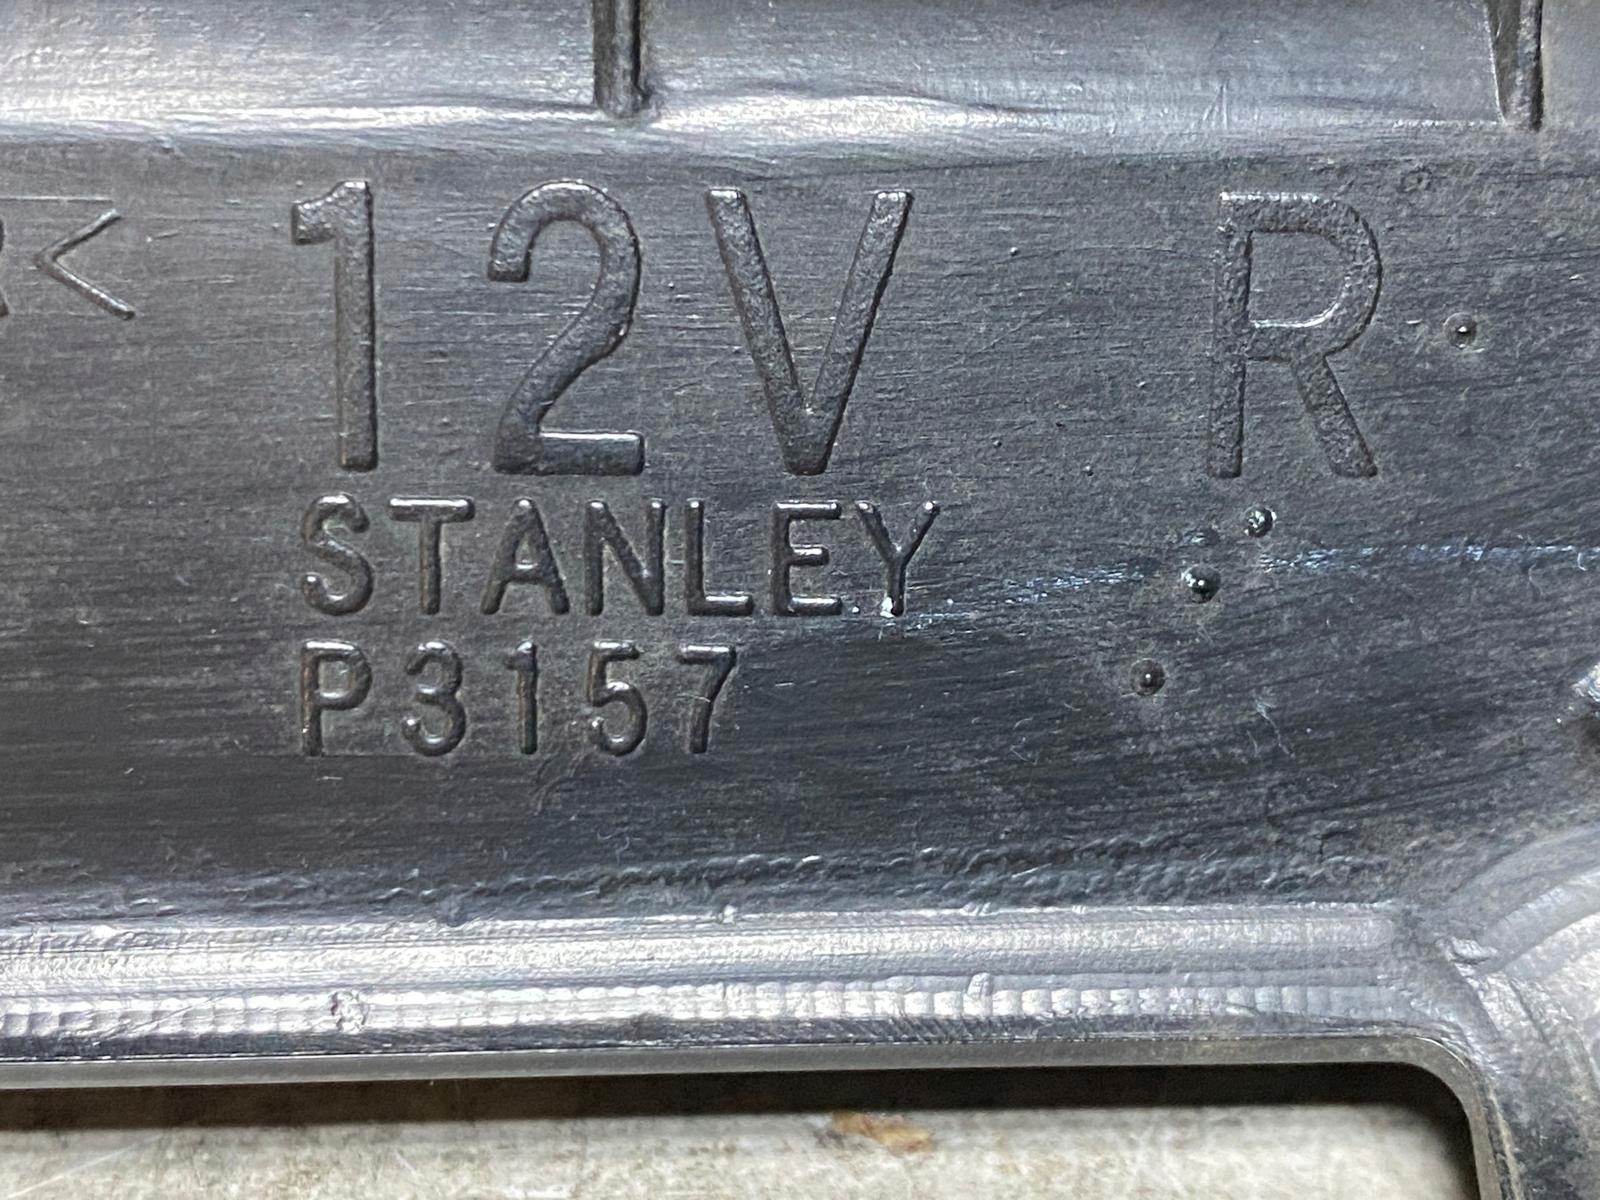 < 12V R
STANLEY
P3157